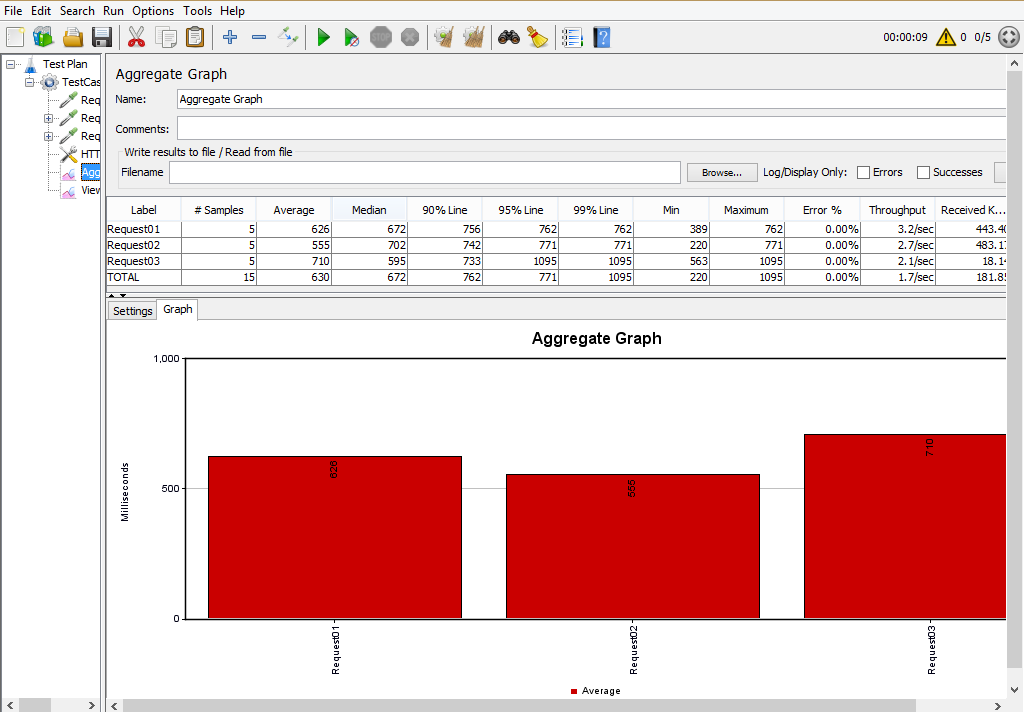 File Edit Search Run Options Tools Help
STOP 00:00:09 0 0/5
Test Plan
TestCas
Req
Req
Req
HTT
Agg
View
Aggregate Graph
Name: Aggregate Graph
Comments:
Write results to file / Read from file
Filename Browse... Log/Display Only: Errors Successes
Label # Samples Average Median 90% Line 95% Line 99% Line Min Maximum Error % Throughput Received K...
Request01 5 626 672 756 762 762 389 762 0.00% 3.2/sec 443.40
Request02 5 555 702 742 771 771 220 771 0.00% 2.7/sec 483.17
Request03 5 710 595 733 1095 1095 563 1095 0.00% 2.1/sec 18.14
TOTAL 15 630 672 762 771 1095 220 1095 0.00% 1.7/sec 181.85
Settings Graph
Aggregate Graph
1,000
500
0
Milliseconds
626
555
710
Request01
Request02
Request03
Average